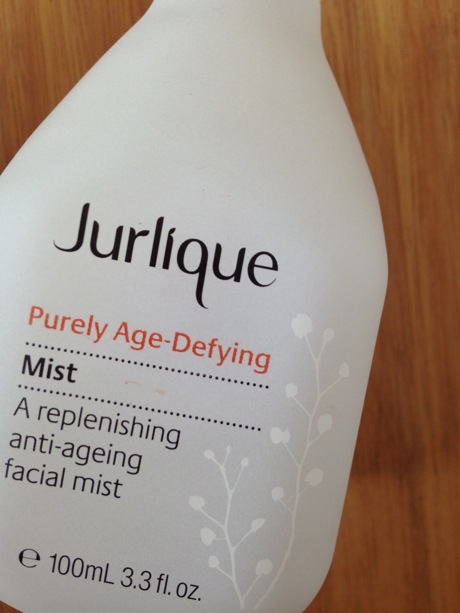 Jurlique
Purely Age-Defying
Mist
A replenishing
anti-ageing
facial mist
℮ 100mL 3.3 fl. oz.